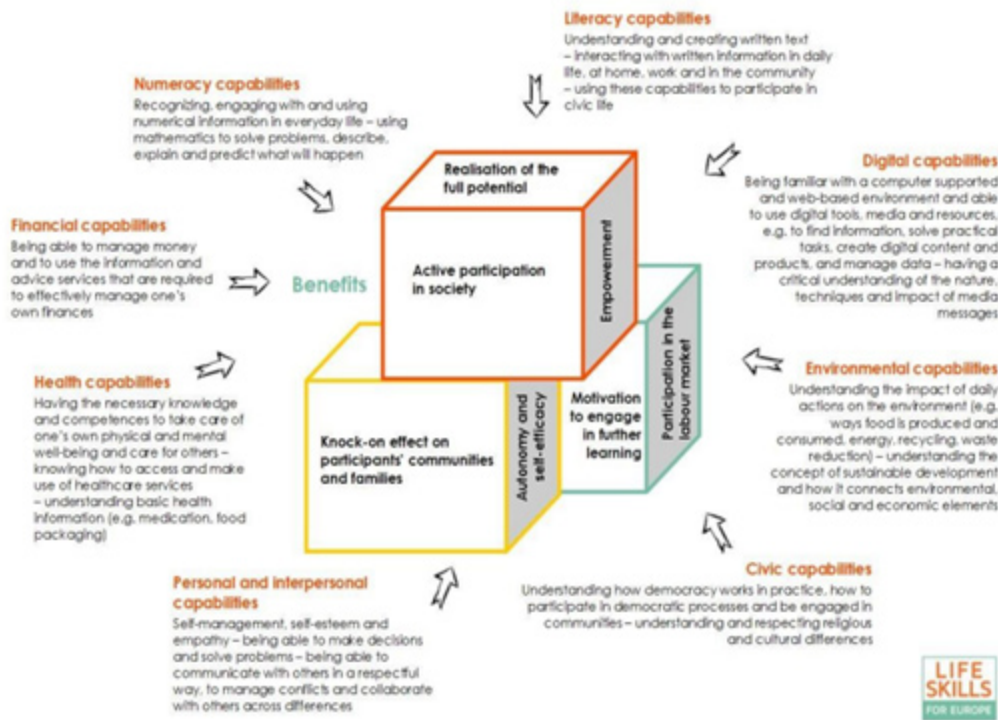 Literacy capabilities
Understanding and creating written text
– interacting with written information in daily
life, at home, work and in the community
– using these capabilities to participate in
civic life
Numeracy capabilities
Recognizing, engaging with and using
numerical information in everyday life – using
mathematics to solve problems, describe,
explain and predict what will happen
Digital capabilities
Being familiar with a computer supported
and web-based environment and able
to use digital tools, media and resources,
e.g. to find information, solve practical
tasks, create digital content and
products, and manage data – having a
critical understanding of the nature,
techniques and impact of media
messages
Financial capabilities
Being able to manage money
and to use the information and
advice services that are required
to effectively manage one's
own finances
Benefits
Realisation of the
full potential
Active participation
in society
Empowerment
Knock-on effect on
participants' communities
and families
Autonomy and
self-efficacy
Motivation
to engage
in further
learning
Participation in the
labour market
Health capabilities
Having the necessary knowledge
and competences to take care of
one's own physical and mental
well-being and care for others –
knowing how to access and make
use of healthcare services
– understanding basic health
information (e.g. medication, food
packaging)
Environmental capabilities
Understanding the impact of daily
actions on the environment (e.g.
ways food is produced and
consumed, energy, recycling, waste
reduction) – understanding the
concept of sustainable development
and how it connects environmental,
social and economic elements
Personal and interpersonal
capabilities
Self-management, self-esteem and
empathy – being able to make decisions
and solve problems – being able to
communicate with others in a respectful
way, to manage conflicts and collaborate
with others across differences
Civic capabilities
Understanding how democracy works in practice, how to
participate in democratic processes and be engaged in
communities – understanding and respecting religious
and cultural differences
LIFE
SKILLS
FOR EUROPE